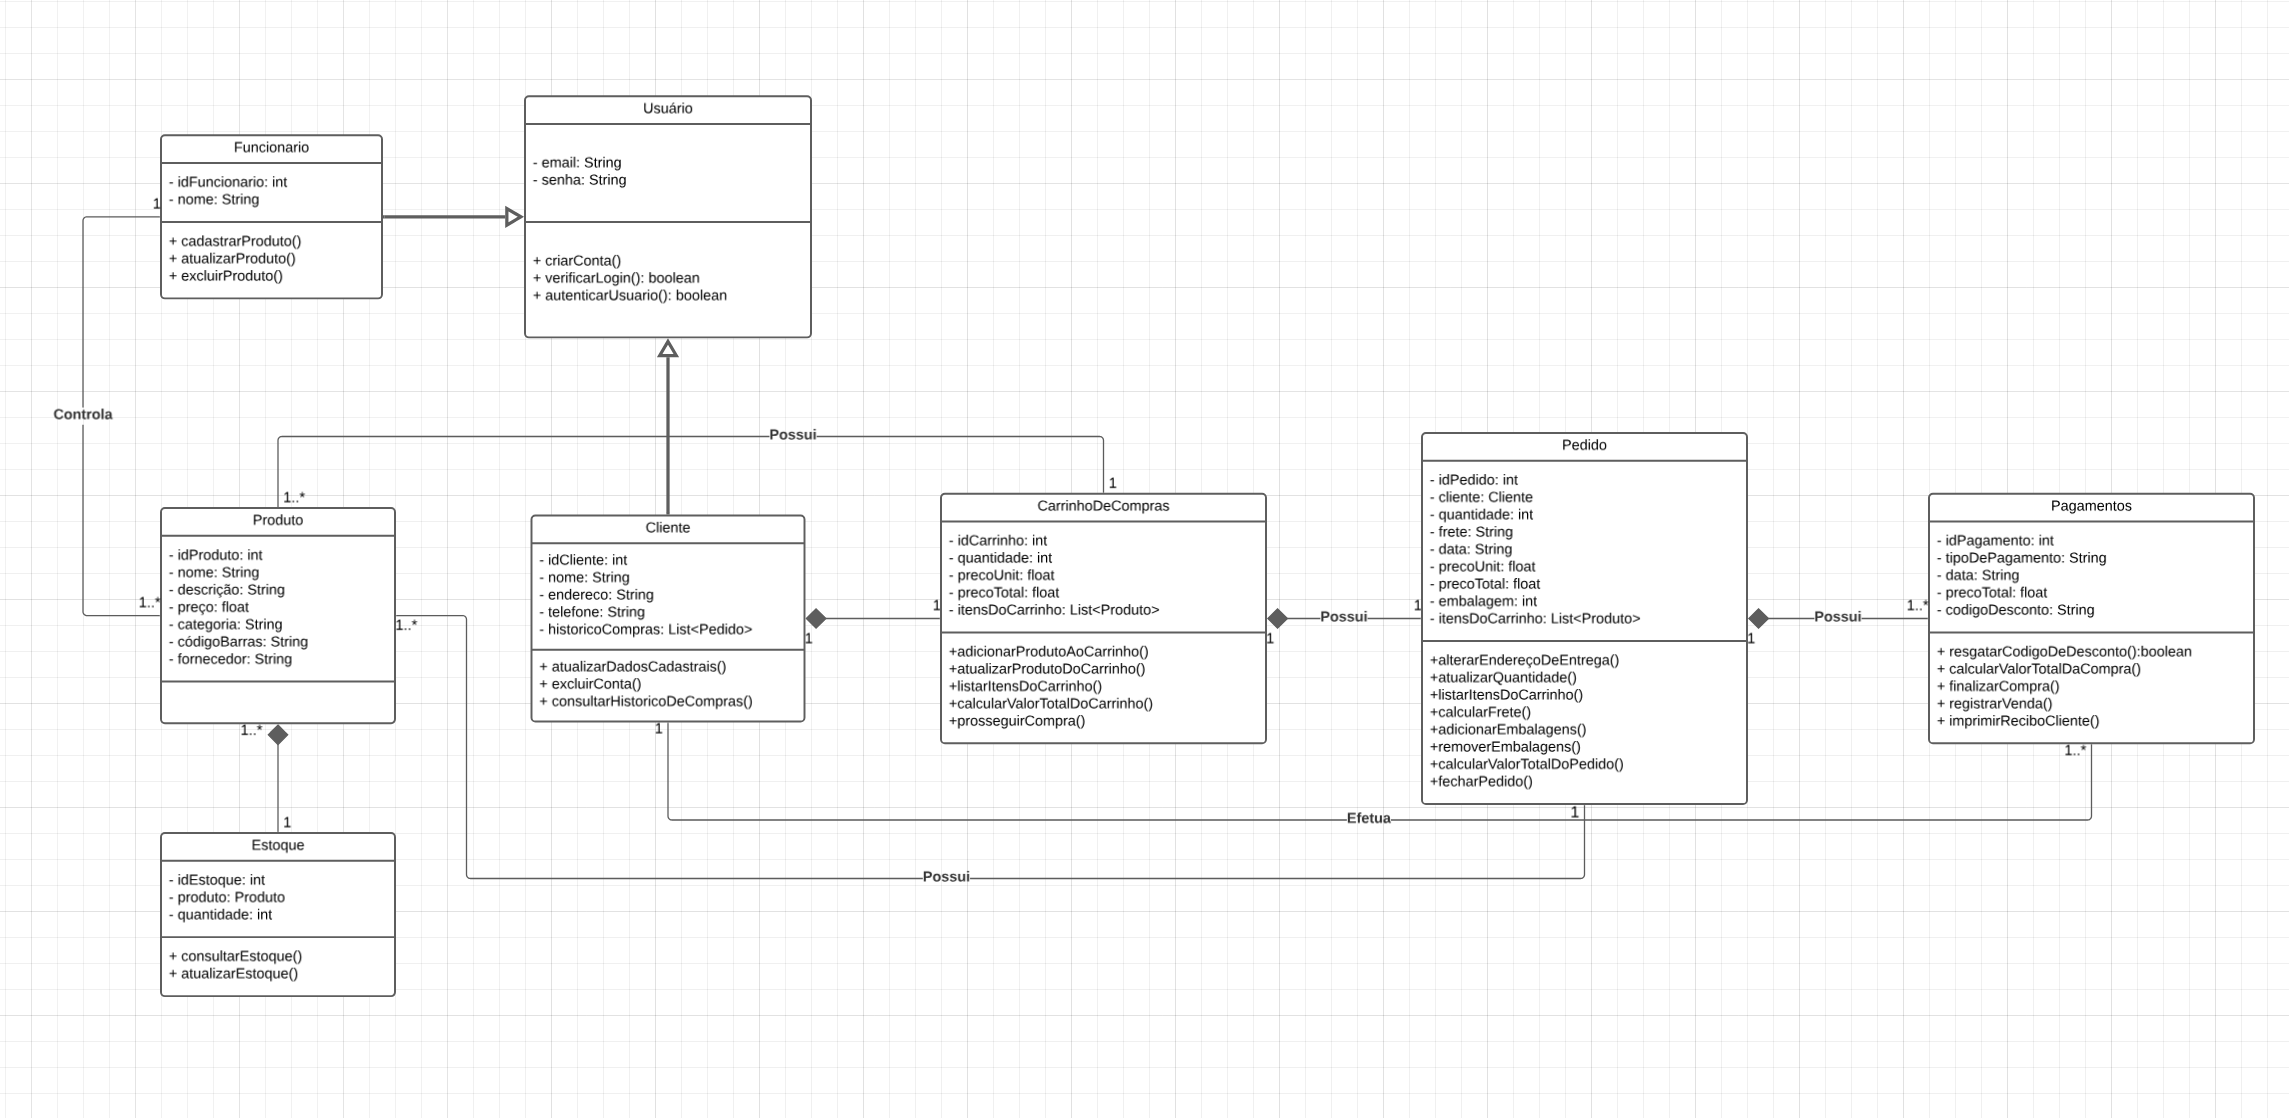 Usuário
- email: String
- senha: String
+ criarConta()
+ verificarLogin(): boolean
+ autenticarUsuario(): boolean
Funcionario
- idFuncionario: int
- nome: String
+ cadastrarProduto()
+ atualizarProduto()
+ excluirProduto()
1
Controla
1..*
Possui
1..*
1
Produto
- idProduto: int
- nome: String
- descrição: String
- preço: float
- categoria: String
- códigoBarras: String
- fornecedor: String
1..*
1..*
1
Estoque
- idEstoque: int
- produto: Produto
- quantidade: int
+ consultarEstoque()
+ atualizarEstoque()
Cliente
- idCliente: int
- nome: String
- endereco: String
- telefone: String
- historicoCompras: List<Pedido>
+ atualizarDadosCadastrais()
+ excluirConta()
+ consultarHistoricoDeCompras()
1
1
1
CarrinhoDeCompras
- idCarrinho: int
- quantidade: int
- precoUnit: float
- precoTotal: float
- itensDoCarrinho: List<Produto>
+adicionarProdutoAoCarrinho()
+atualizarProdutoDoCarrinho()
+listarItensDoCarrinho()
+calcularValorTotalDoCarrinho()
+prosseguirCompra()
1
Possui
1
Pedido
- idPedido: int
- cliente: Cliente
- quantidade: int
- frete: String
- data: String
- precoUnit: float
- precoTotal: float
- embalagem: int
- itensDoCarrinho: List<Produto>
+alterarEndereçoDeEntrega()
+atualizarQuantidade()
+listarItensDoCarrinho()
+calcularFrete()
+adicionarEmbalagens()
+removerEmbalagens()
+calcularValorTotalDoPedido()
+fecharPedido()
1
Possui
1..*
Pagamentos
- idPagamento: int
- tipoDePagamento: String
- data: String
- precoTotal: float
- codigoDesconto: String
+ resgatarCodigoDeDesconto():boolean
+ calcularValorTotalDaCompra()
+ finalizarCompra()
+ registrarVenda()
+ imprimirReciboCliente()
1..*
1
Efetua
Possui